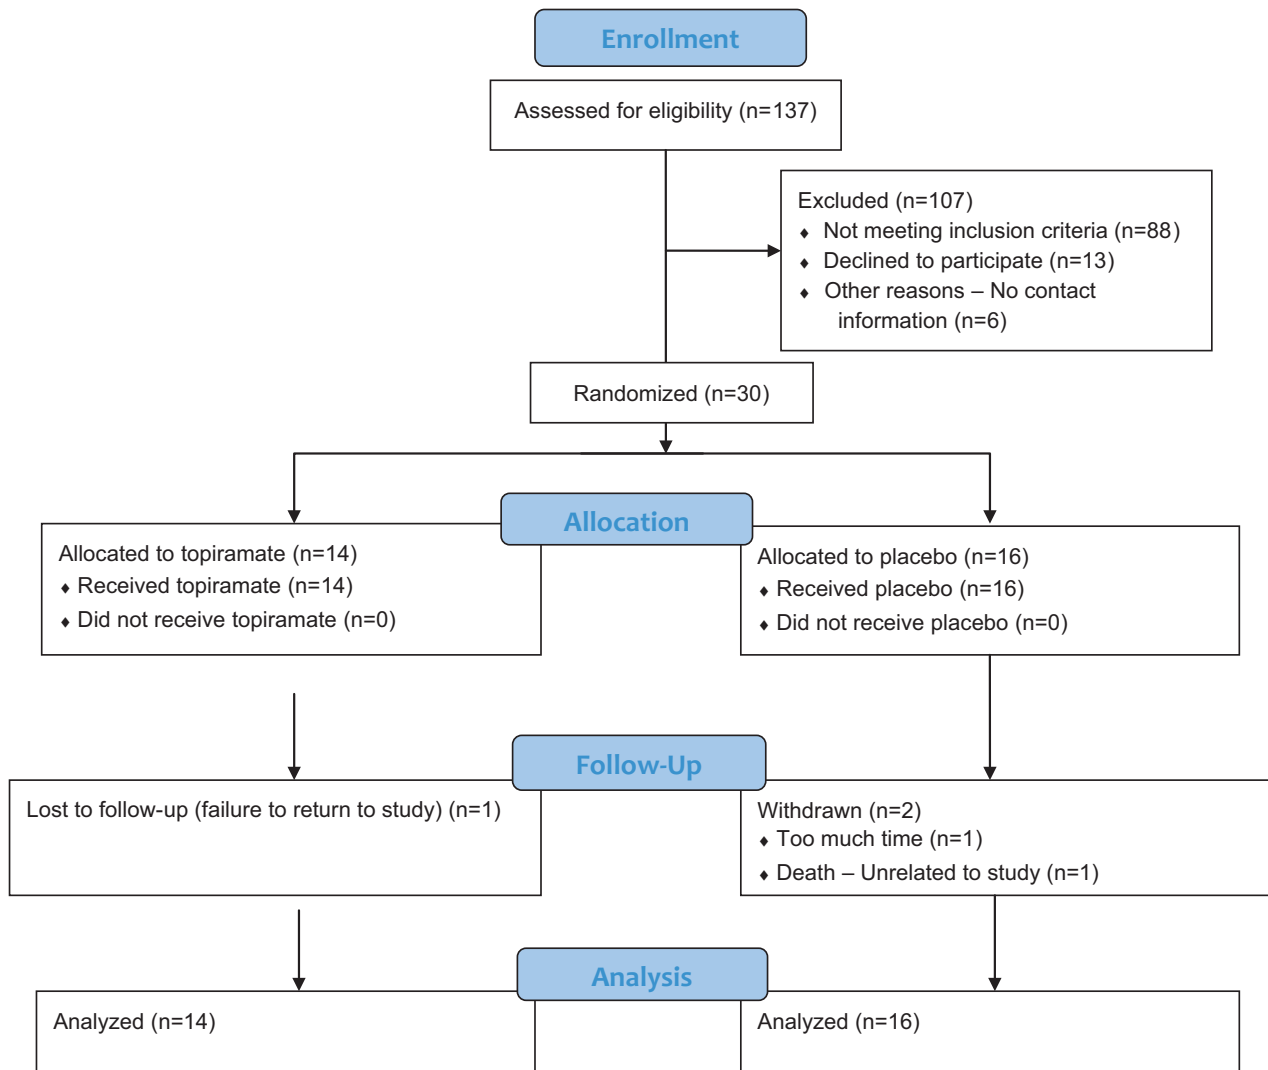 Enrollment
Assessed for eligibility (n=137)
Excluded (n=107)
♦ Not meeting inclusion criteria (n=88)
♦ Declined to participate (n=13)
♦ Other reasons – No contact
information (n=6)
Randomized (n=30)
Allocation
Allocated to topiramate (n=14)
♦ Received topiramate (n=14)
♦ Did not receive topiramate (n=0)
Allocated to placebo (n=16)
♦ Received placebo (n=16)
♦ Did not receive placebo (n=0)
Follow-Up
Lost to follow-up (failure to return to study) (n=1)
Withdrawn (n=2)
♦ Too much time (n=1)
♦ Death – Unrelated to study (n=1)
Analysis
Analyzed (n=14)
Analyzed (n=16)